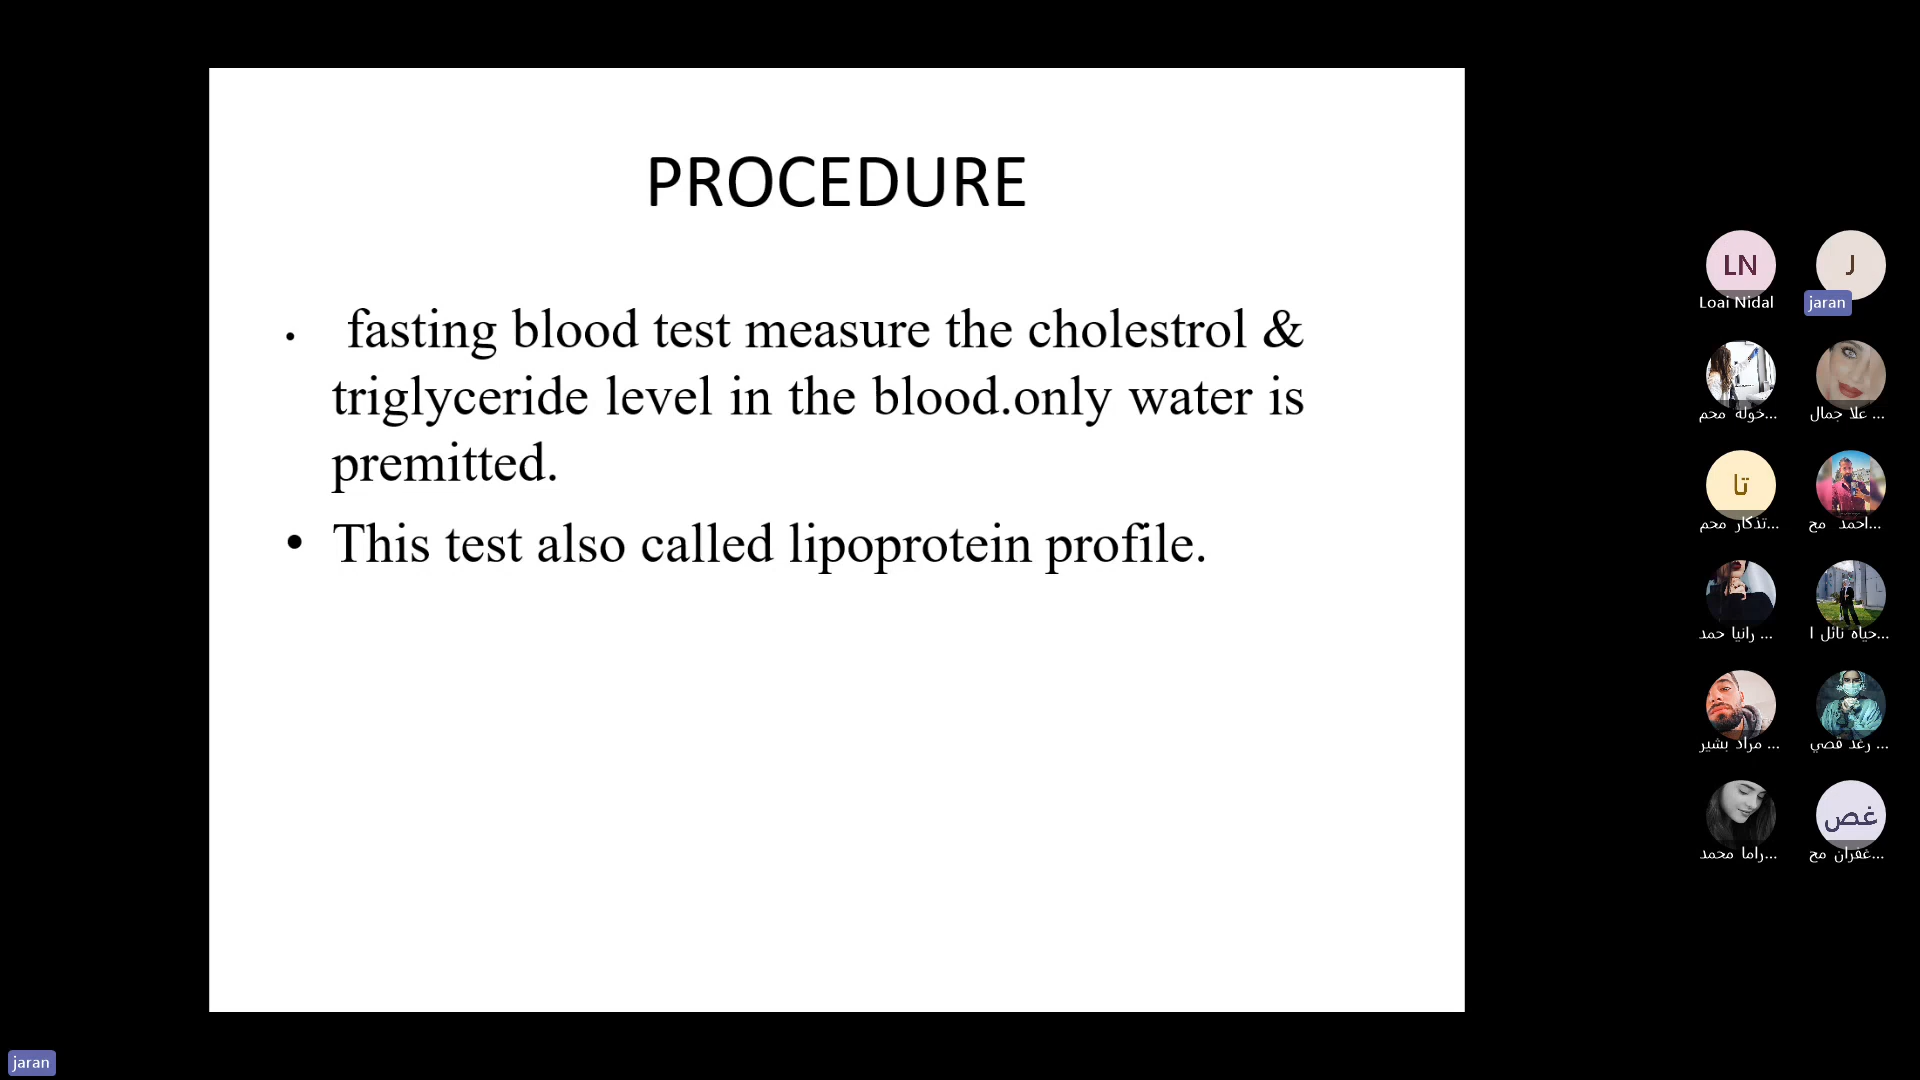 PROCEDURE
• fasting blood test measure the cholestrol &
triglyceride level in the blood.only water is
premitted.
• This test also called lipoprotein profile.
LN
Loai Nidal
J
jaran
خوله محم...
علا جمال ...
تا
تذكار محم...
احمد مح...
رانيا حمد ...
حياه نائل ا...
مراد بشير ...
رغد قصي ...
راما محمد...
غص
غفران مح...
jaran